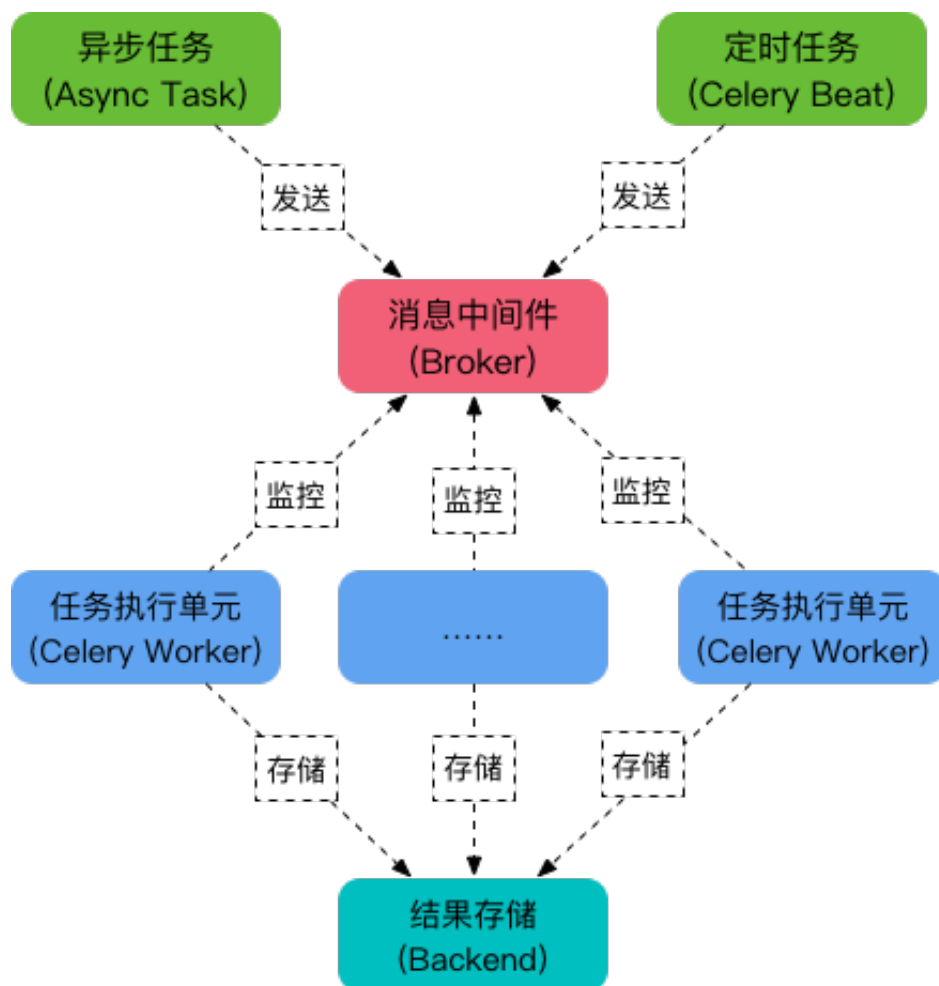 异步任务
(Async Task)
定时任务
(Celery Beat)
发送
发送
消息中间件
(Broker)
监控
监控
监控
任务执行单元
(Celery Worker)
......
任务执行单元
(Celery Worker)
存储
存储
存储
结果存储
(Backend)